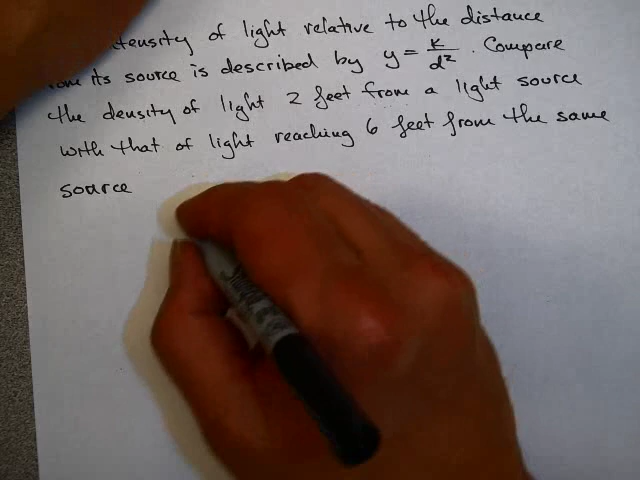 of light relative to the distance
its source is described by y = k/d². Compare
the density of light 2 feet from a light source
with that of light reaching 6 feet from the same
source